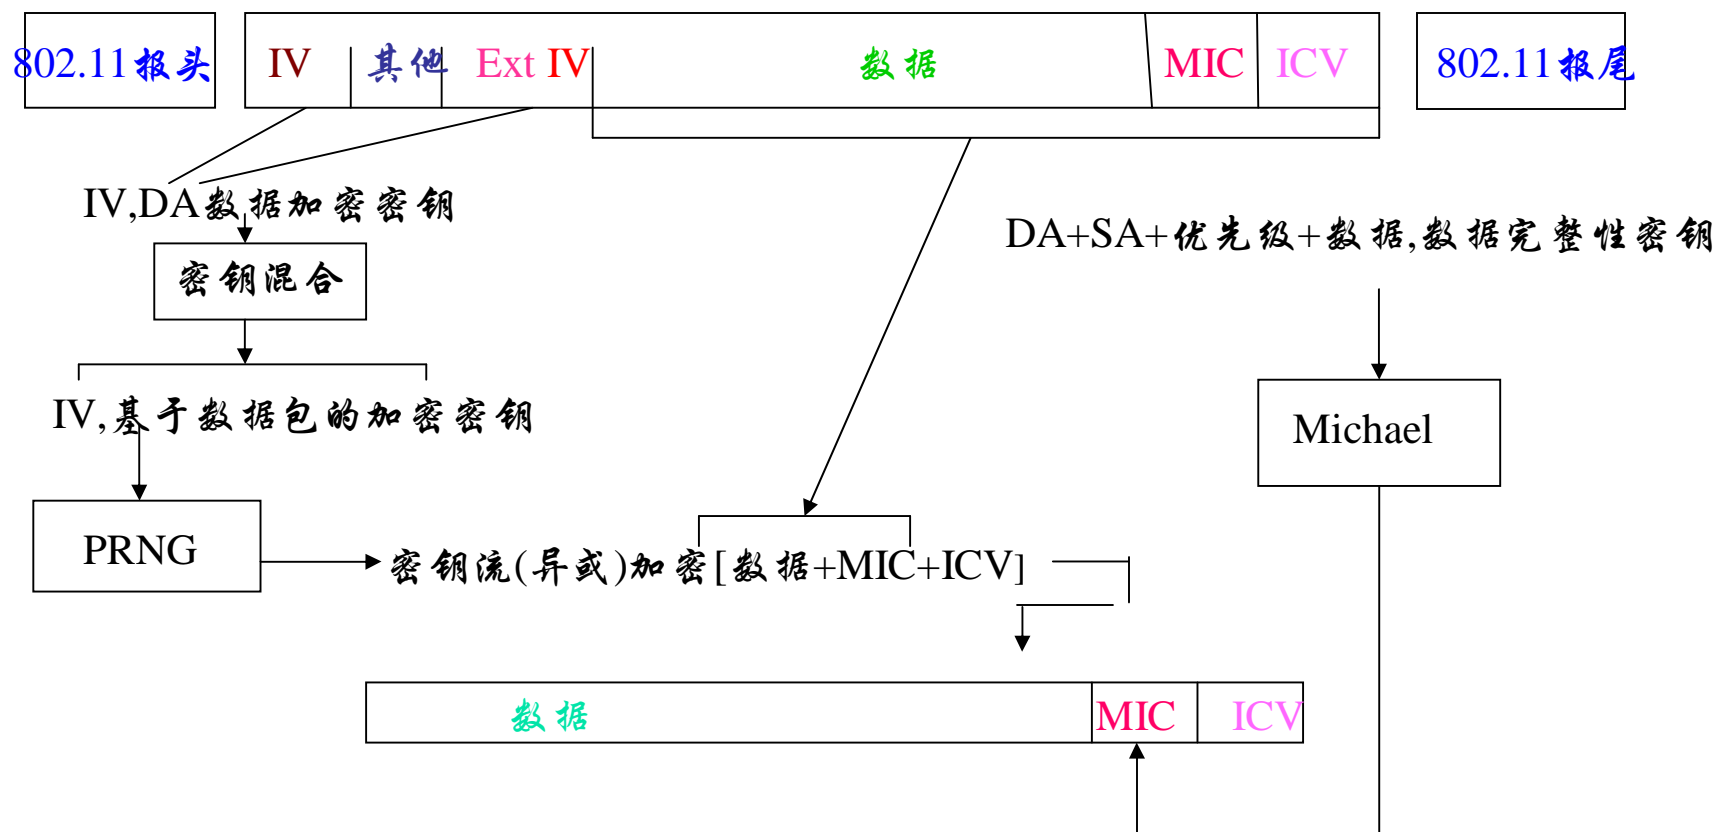 802.11报头
IV 其他 Ext IV 数据 MIC ICV
802.11报尾
IV,DA数据加密密钥
DA+SA+优先级+数据,数据完整性密钥
密钥混合
IV,基于数据包的加密密钥
Michael
PRNG
密钥流(异或)加密[数据+MIC+ICV]
数据 MIC ICV